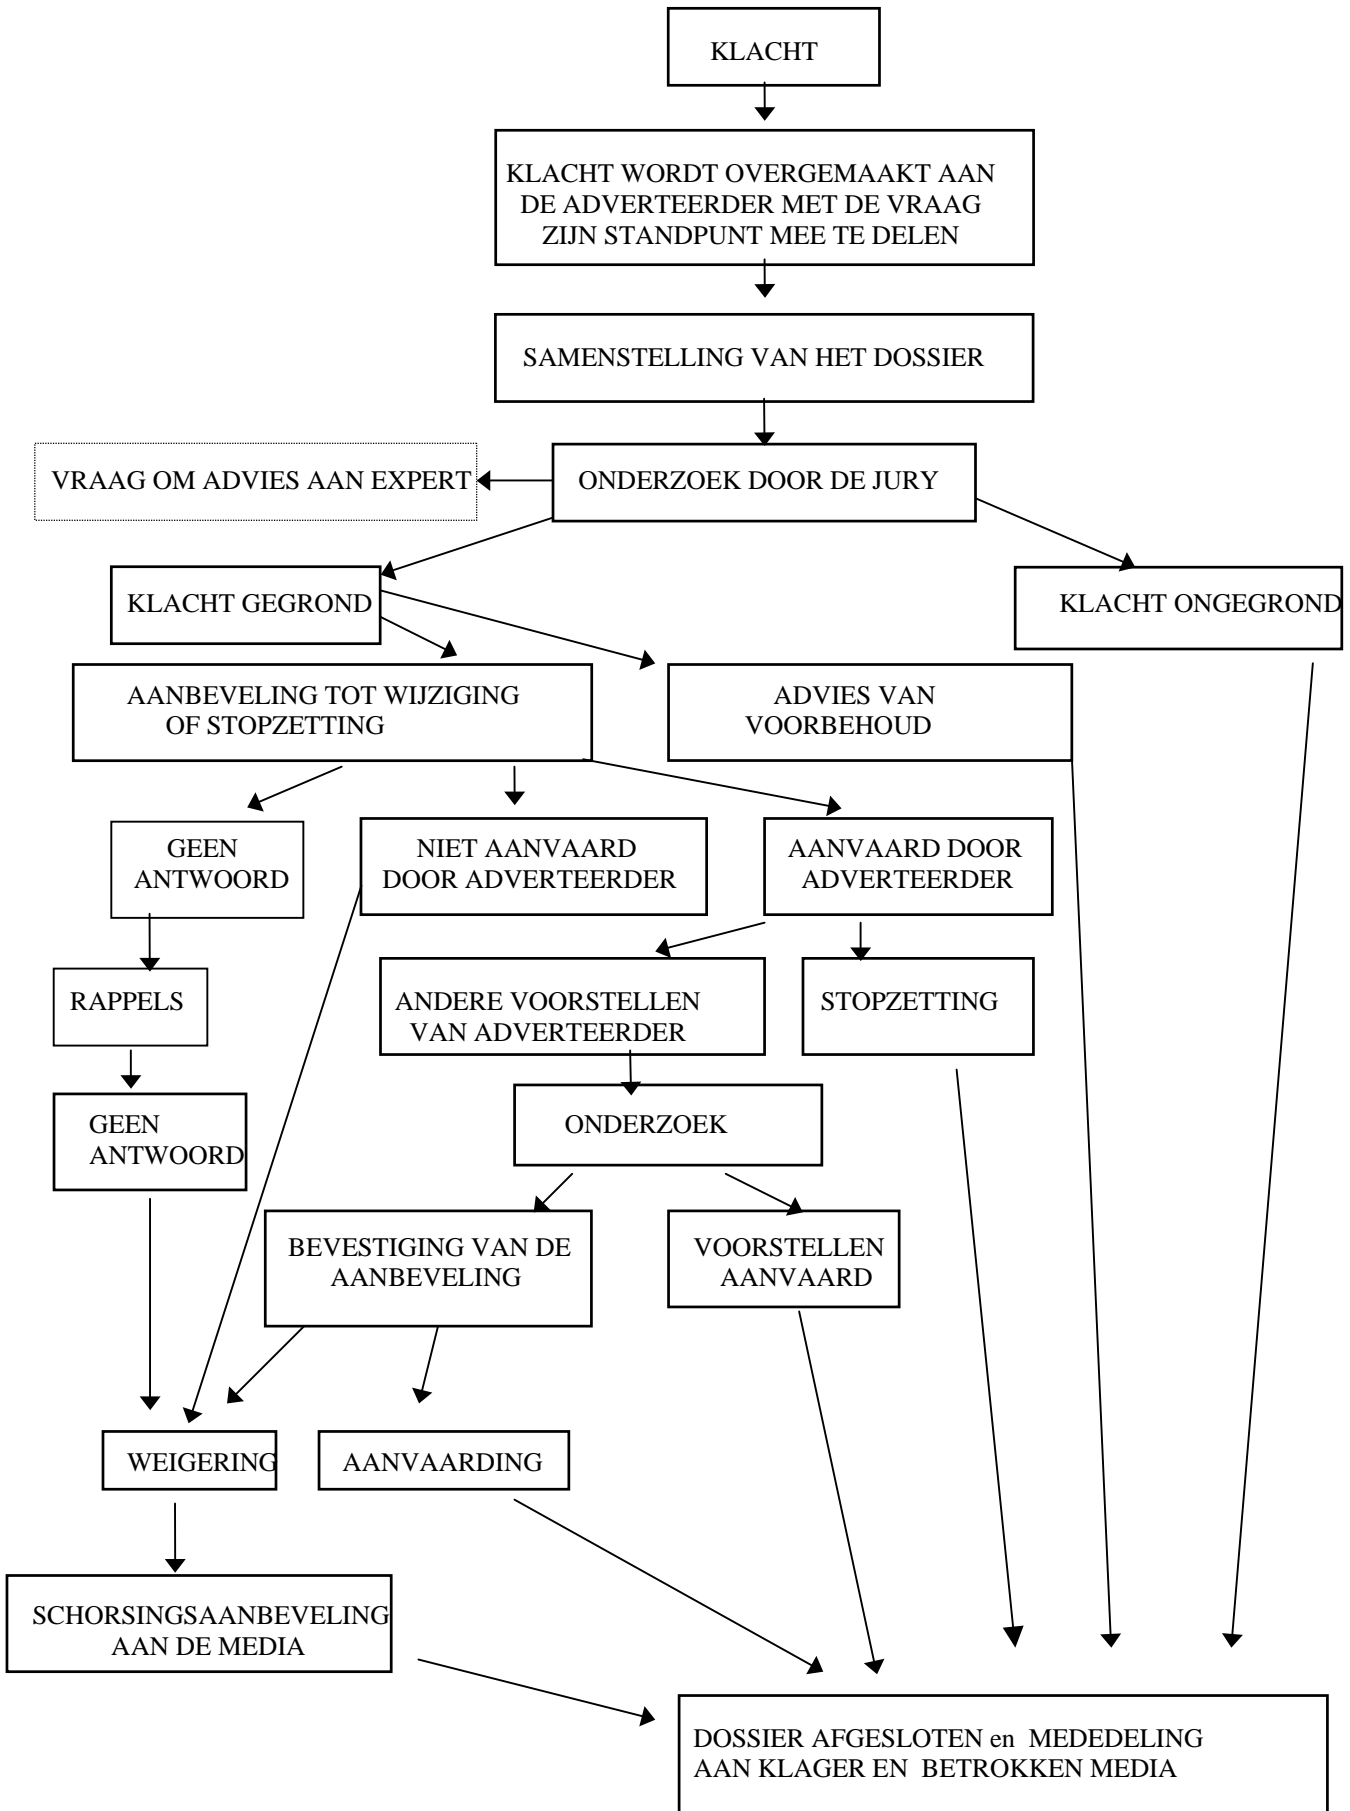 KLACHT
KLACHT WORDT OVERGEMAAKT AAN
DE ADVERTEERDER MET DE VRAAG
ZIJN STANDPUNT MEE TE DELEN
SAMENSTELLING VAN HET DOSSIER
VRAAG OM ADVIES AAN EXPERT
ONDERZOEK DOOR DE JURY
KLACHT GEGROND
KLACHT ONGEGROND
AANBEVELING TOT WIJZIGING
OF STOPZETTING
ADVIES VAN
VOORBEHOUD
GEEN
ANTWOORD
NIET AANVAARD
DOOR ADVERTEERDER
AANVAARD DOOR
ADVERTEERDER
RAPPELS
ANDERE VOORSTELLEN
VAN ADVERTEERDER
STOPZETTING
GEEN
ANTWOORD
ONDERZOEK
BEVESTIGING VAN DE
AANBEVELING
VOORSTELLEN
AANVAARD
WEIGERING
AANVAARDING
SCHORSINGSAANBEVELING
AAN DE MEDIA
DOSSIER AFGESLOTEN en MEDEDELING
AAN KLAGER EN BETROKKEN MEDIA